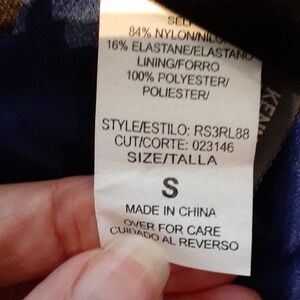 SELF
84% NYLON/NILON
16% ELASTANE/ELASTANO
LINING/FORRO
100% POLYESTER/
POLIESTER/
STYLE/ESTILO: RS3RL88
CUT/CORTE: 023146
SIZE/TALLA
S
MADE IN CHINA
OVER FOR CARE
CUIDADO AL REVERSO